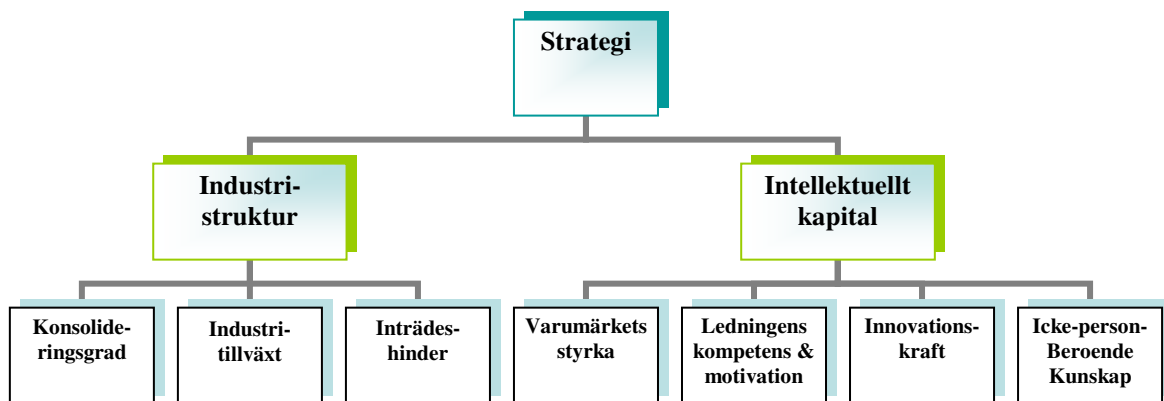 Strategi
Industri-
struktur
Intellektuellt
kapital
Konsolide-
ringsgrad
Industri-
tillväxt
Inträdes-
hinder
Varumärkets
styrka
Ledningens
kompetens &
motivation
Innovations-
kraft
Icke-person-
Beroende
Kunskap